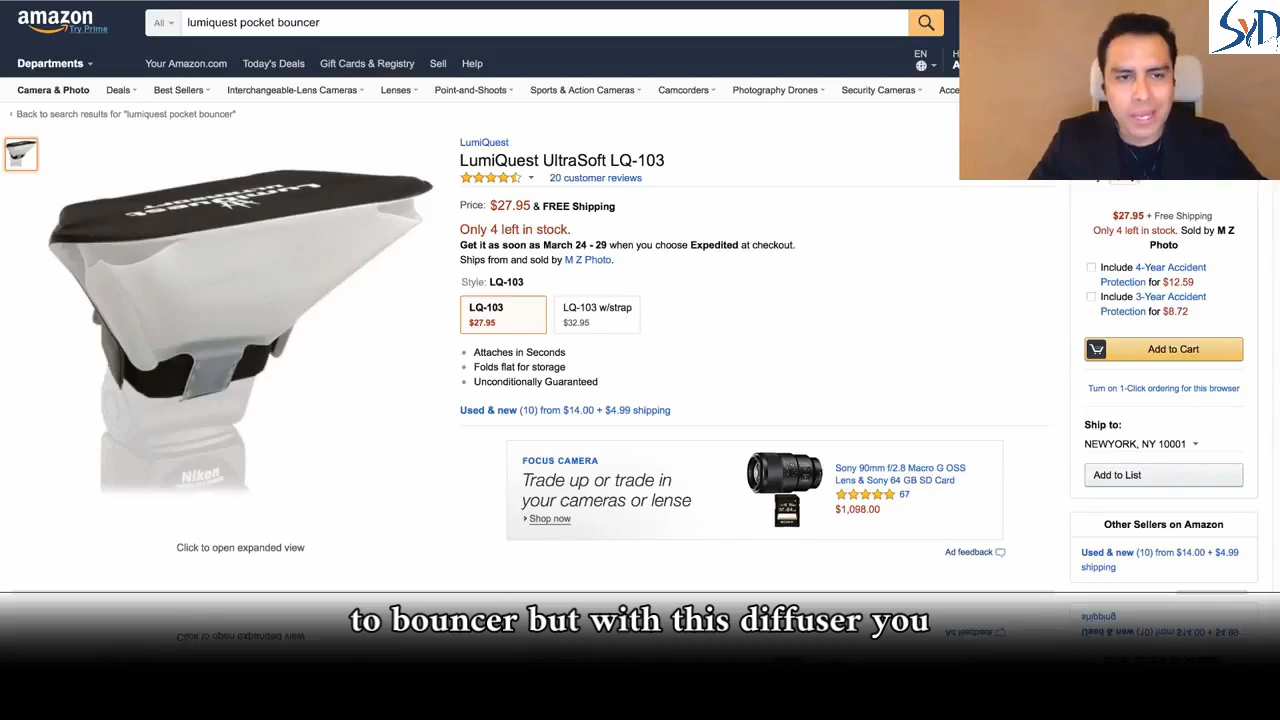 amazon
Try Prime
All
lumiquest pocket bouncer
Departments
Your Amazon.com
Today's Deals
Gift Cards & Registry
Sell
Help
EN
SyD
Camera & Photo
Deals
Best Sellers
Interchangeable-Lens Cameras
Lenses
Point-and-Shoots
Sports & Action Cameras
Camcorders
Photography Drones
Security Cameras
‹ Back to search results for "lumiquest pocket bouncer"
LumiQuest
ULTRASOFT
Nikon
Click to open expanded view
LumiQuest
LumiQuest UltraSoft LQ-103
20 customer reviews
Price: $27.95 & FREE Shipping
Only 4 left in stock.
Get it as soon as March 24 - 29 when you choose Expedited at checkout.
Ships from and sold by M Z Photo.
Style: LQ-103
LQ-103
$27.95
LQ-103 w/strap
$32.95
Attaches in Seconds
Folds flat for storage
Unconditionally Guaranteed
Used & new (10) from $14.00 + $4.99 shipping
FOCUS CAMERA
Trade up or trade in
your cameras or lense
Shop now
Sony 90mm f/2.8 Macro G OSS
Lens & Sony 64 GB SD Card
67
$1,098.00
Ad feedback
$27.95 + Free Shipping
Only 4 left in stock. Sold by M Z
Photo
Include 4-Year Accident
Protection for $12.59
Include 3-Year Accident
Protection for $8.72
Add to Cart
Turn on 1-Click ordering for this browser
Ship to:
NEWYORK, NY 10001
Add to List
Other Sellers on Amazon
Used & new (10) from $14.00 + $4.99
shipping
to bouncer but with this diffuser you